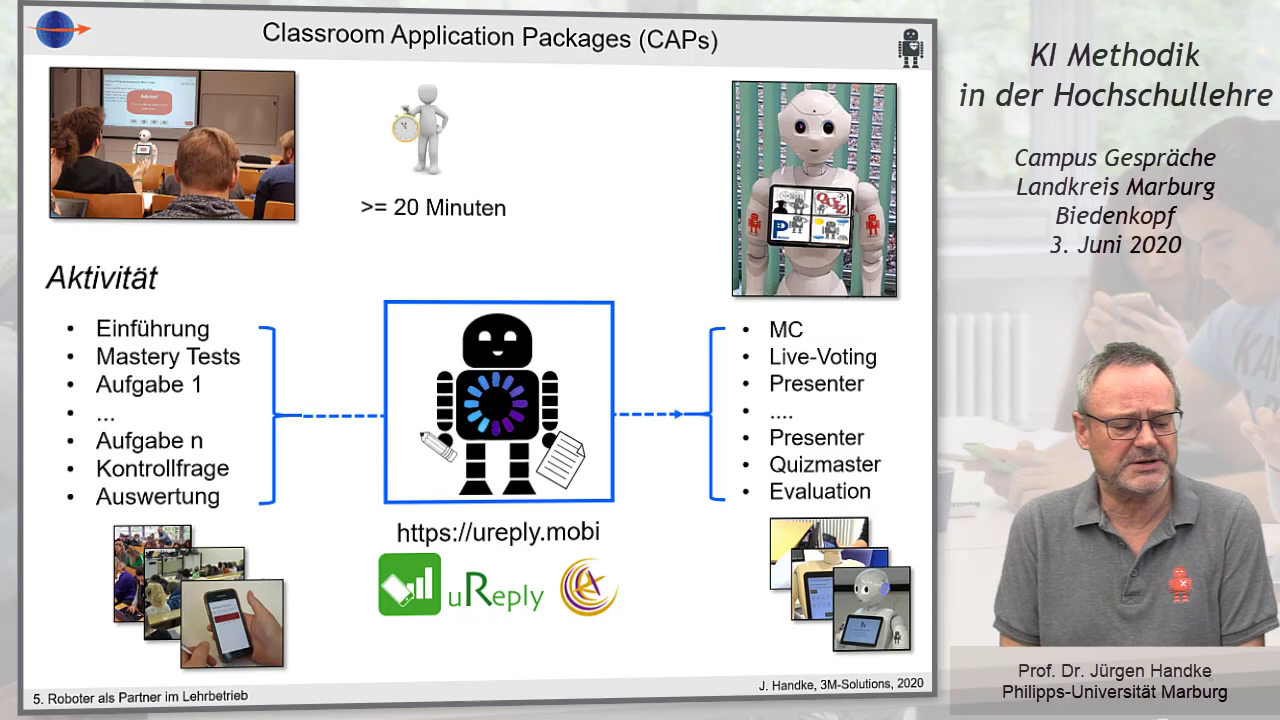 Classroom Application Packages (CAPs)
>= 20 Minuten
QUIZ
P
Aktivität
• Einführung
• Mastery Tests
• Aufgabe 1
• ...
• Aufgabe n
• Kontrollfrage
• Auswertung
• MC
• Live-Voting
• Presenter
• ....
• Presenter
• Quizmaster
• Evaluation
https://ureply.mobi
uReply
5. Roboter als Partner im Lehrbetrieb
J. Handke, 3M-Solutions, 2020
KI Methodik
in der Hochschullehre
Campus Gespräche
Landkreis Marburg
Biedenkopf
3. Juni 2020
Prof. Dr. Jürgen Handke
Philipps-Universität Marburg